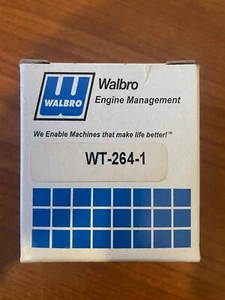 Walbro
Engine Management
WALBRO
We Enable Machines that make life better!™
WT-264-1